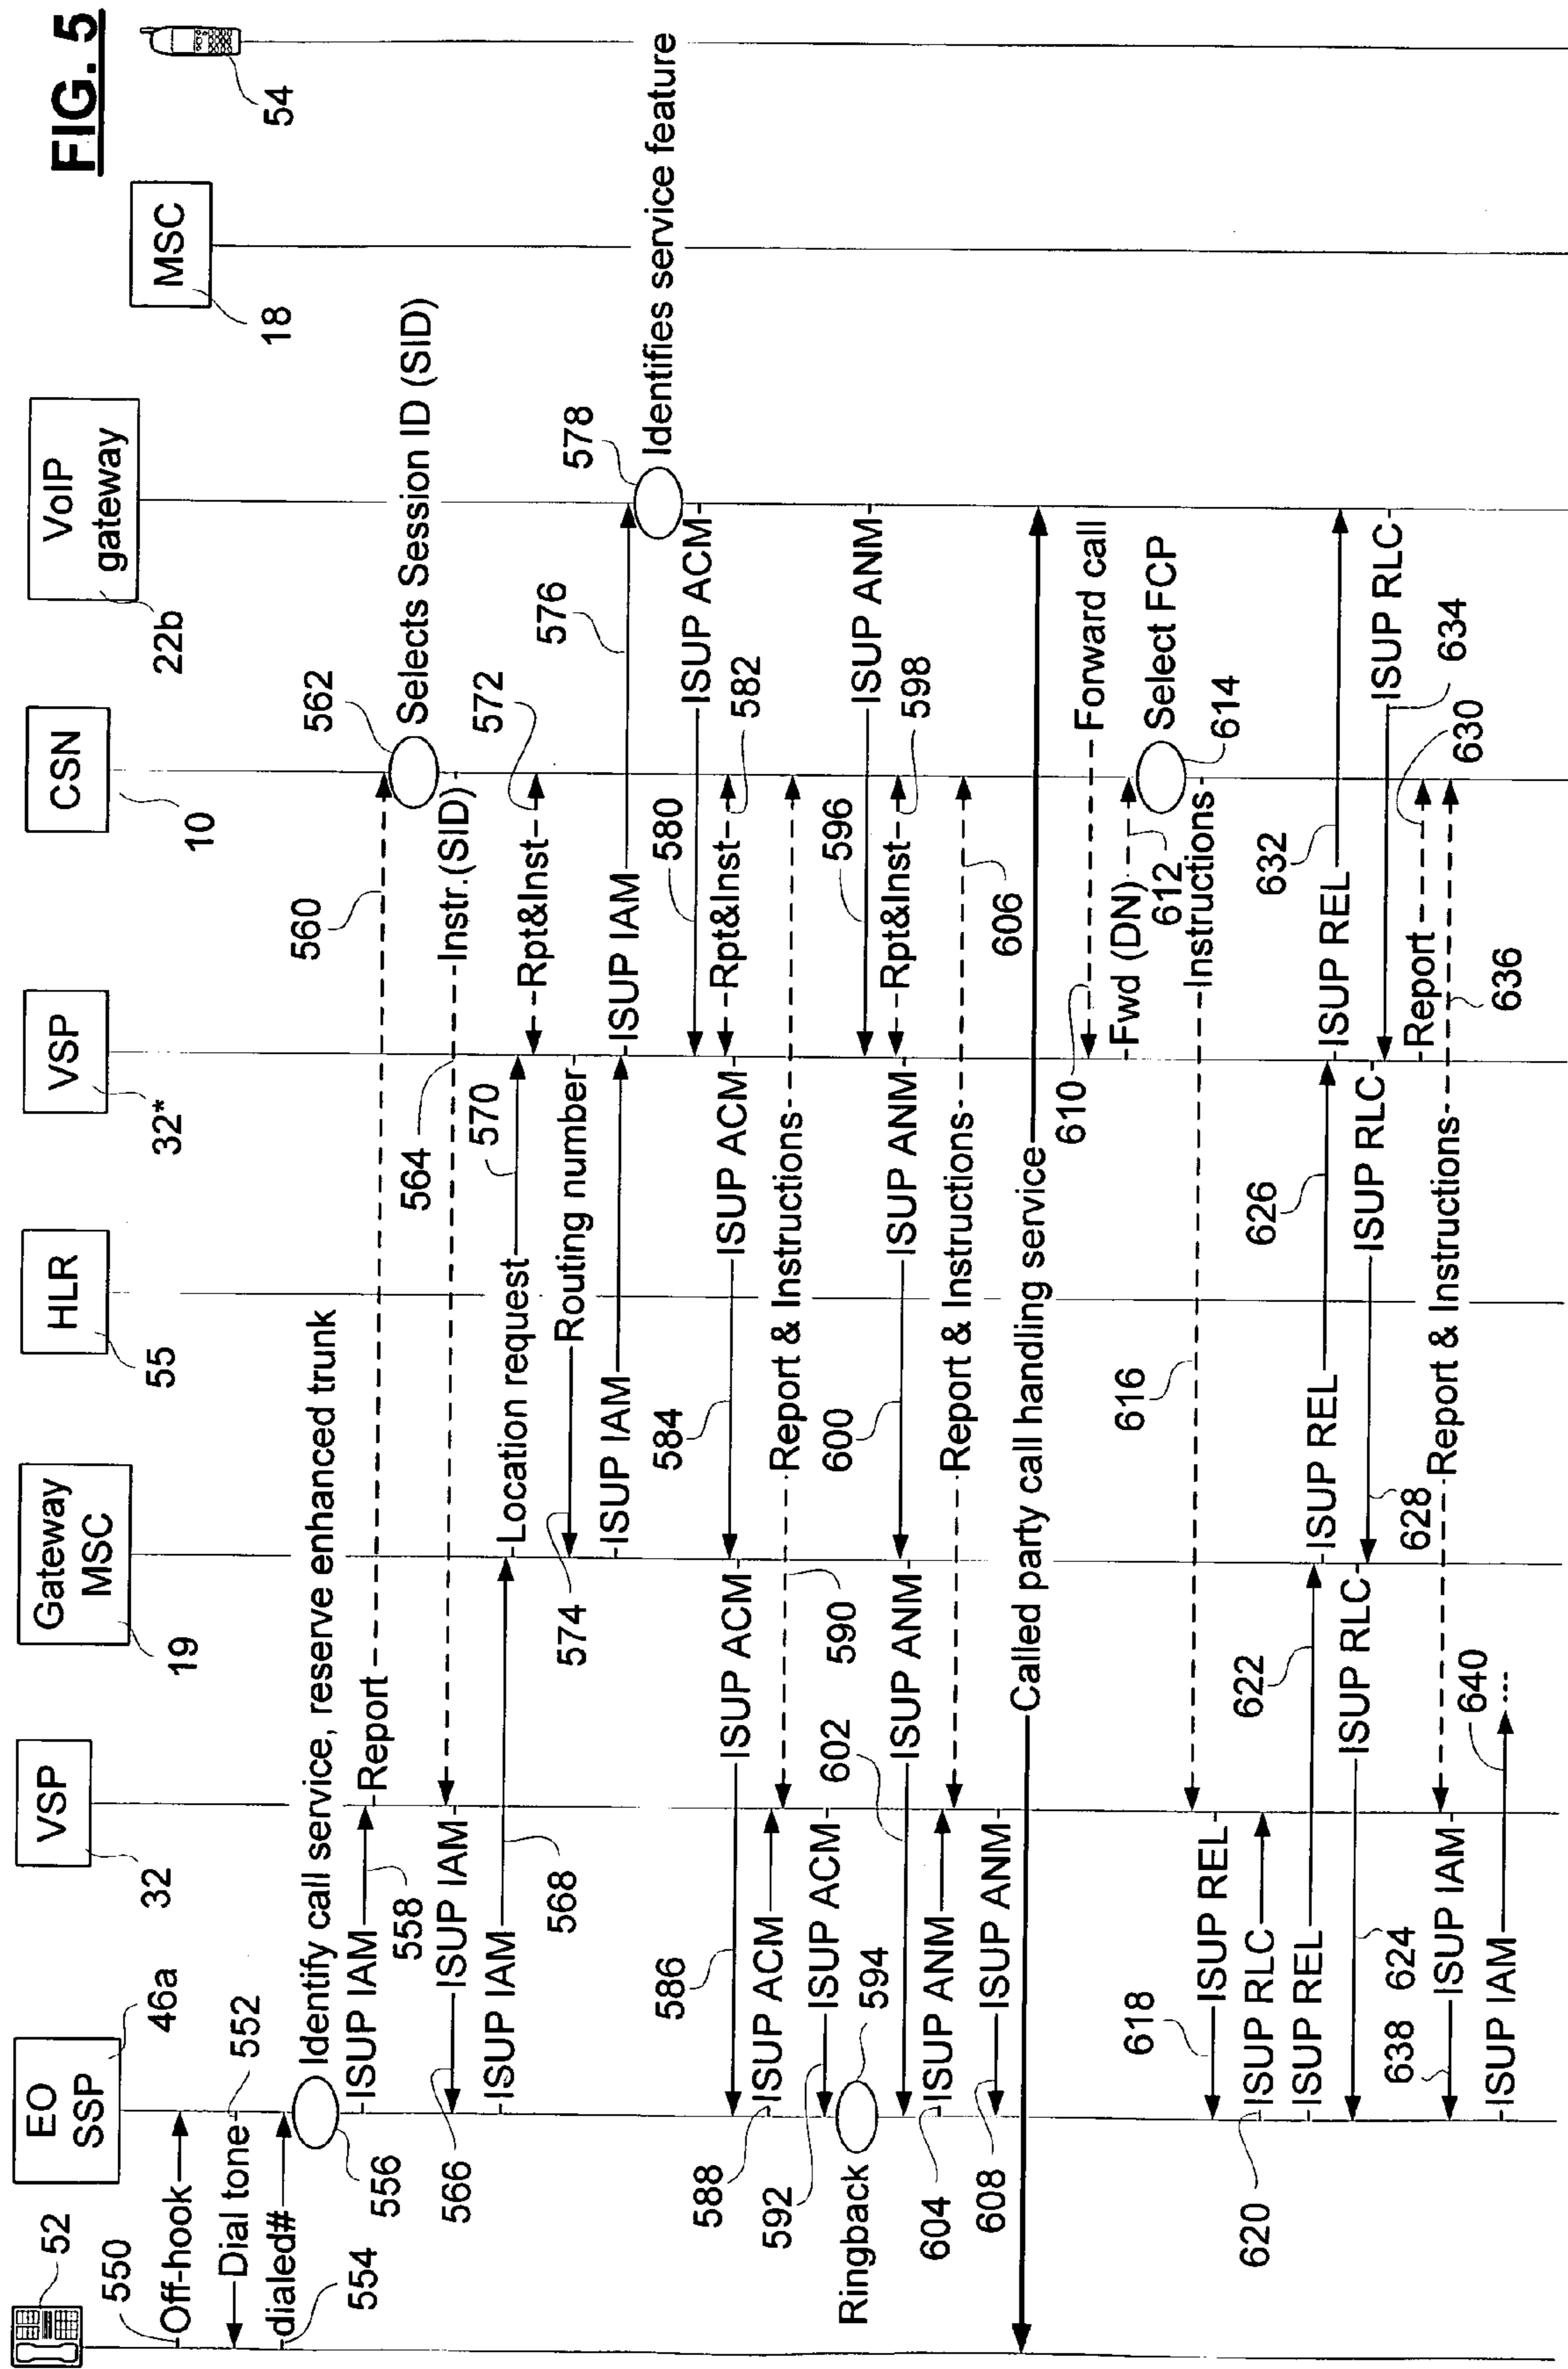 FIG. 5
52
EO
SSP
46a
VSP
32
Gateway
MSC
19
HLR
55
VSP
32*
CSN
10
VoIP
gateway
22b
MSC
18
54
550
Off-hook
Dial tone
552
dialed#
554
556
Identify call service, reserve enhanced trunk
ISUP IAM
558
Report
560
562
Selects Session ID (SID)
Instr.(SID)
564
ISUP IAM
566
ISUP IAM
568
Location request
570
Rpt&Inst
572
Routing number
574
ISUP IAM
ISUP IAM
576
578
Identifies service feature
ISUP ACM
580
Rpt&Inst
582
ISUP ACM
584
ISUP ACM
586
588
ISUP ACM
Report & Instructions
590
ISUP ACM
592
Ringback
594
ISUP ANM
596
Rpt&Inst
598
ISUP ANM
600
ISUP ANM
602
604
ISUP ANM
Report & Instructions
606
ISUP ANM
608
Called party call handling service
Forward call
610
Fwd (DN)
612
Select FCP
614
Instructions
616
ISUP REL
618
ISUP RLC
620
ISUP REL
622
ISUP REL
626
ISUP REL
632
ISUP RLC
624
ISUP RLC
628
ISUP RLC
634
Report
630
Report & Instructions
636
ISUP IAM
638
ISUP IAM
640